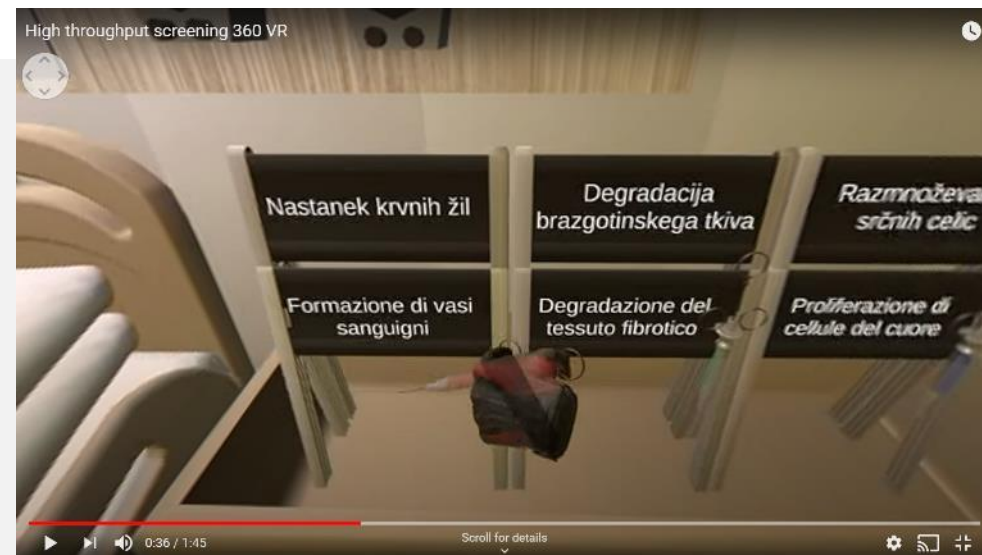 High throughput screening 360 VR
Nastanek krvnih žil
Degradacija
brazgotinskega tkiva
srčnih celic
Formazione di vasi
sanguigni
Degradazione del
tessuto fibrotico
Proliferazione di
cellule del cuore
0:36 / 1:45
Scroll for details